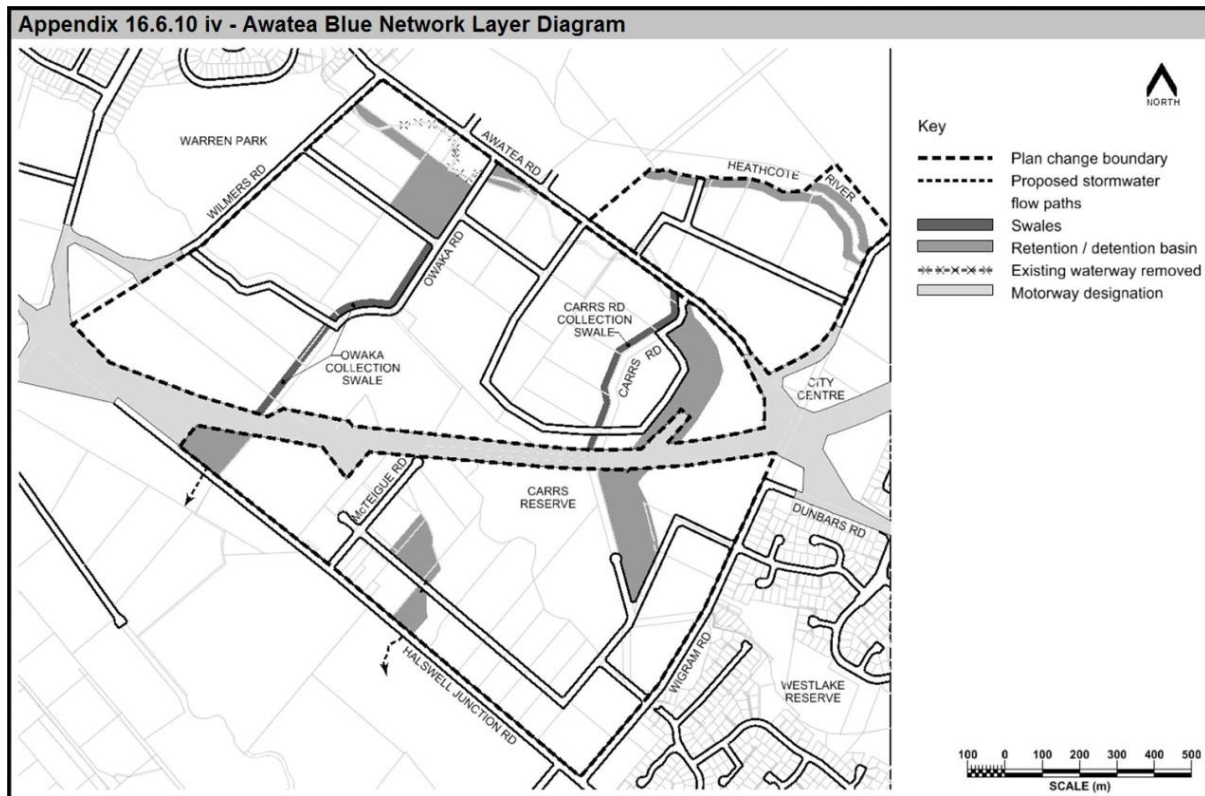 Appendix 16.6.10 iv - Awatea Blue Network Layer Diagram
NORTH
WARREN PARK
WILMERS RD
AWATEA RD
HEATHCOTE
RIVER
OWAKA RD
CARRS RD
COLLECTION
SWALE
CARRS RD
OWAKA
COLLECTION
SWALE
CITY
CENTRE
McTEIGUE RD
CARRS
RESERVE
DUNBARS RD
HALSWELL JUNCTION RD
WIGRAM RD
WESTLAKE
RESERVE
Key
Plan change boundary
Proposed stormwater
flow paths
Swales
Retention / detention basin
Existing waterway removed
Motorway designation
100 0 100 200 300 400 500
SCALE (m)